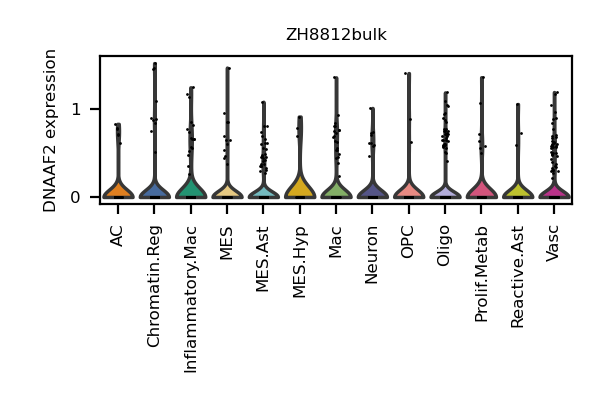 ZH8812bulk
DNAAF2 expression
1
0
AC
Chromatin.Reg
Inflammatory.Mac
MES
MES.Ast
MES.Hyp
Mac
Neuron
OPC
Oligo
Prolif.Metab
Reactive.Ast
Vasc